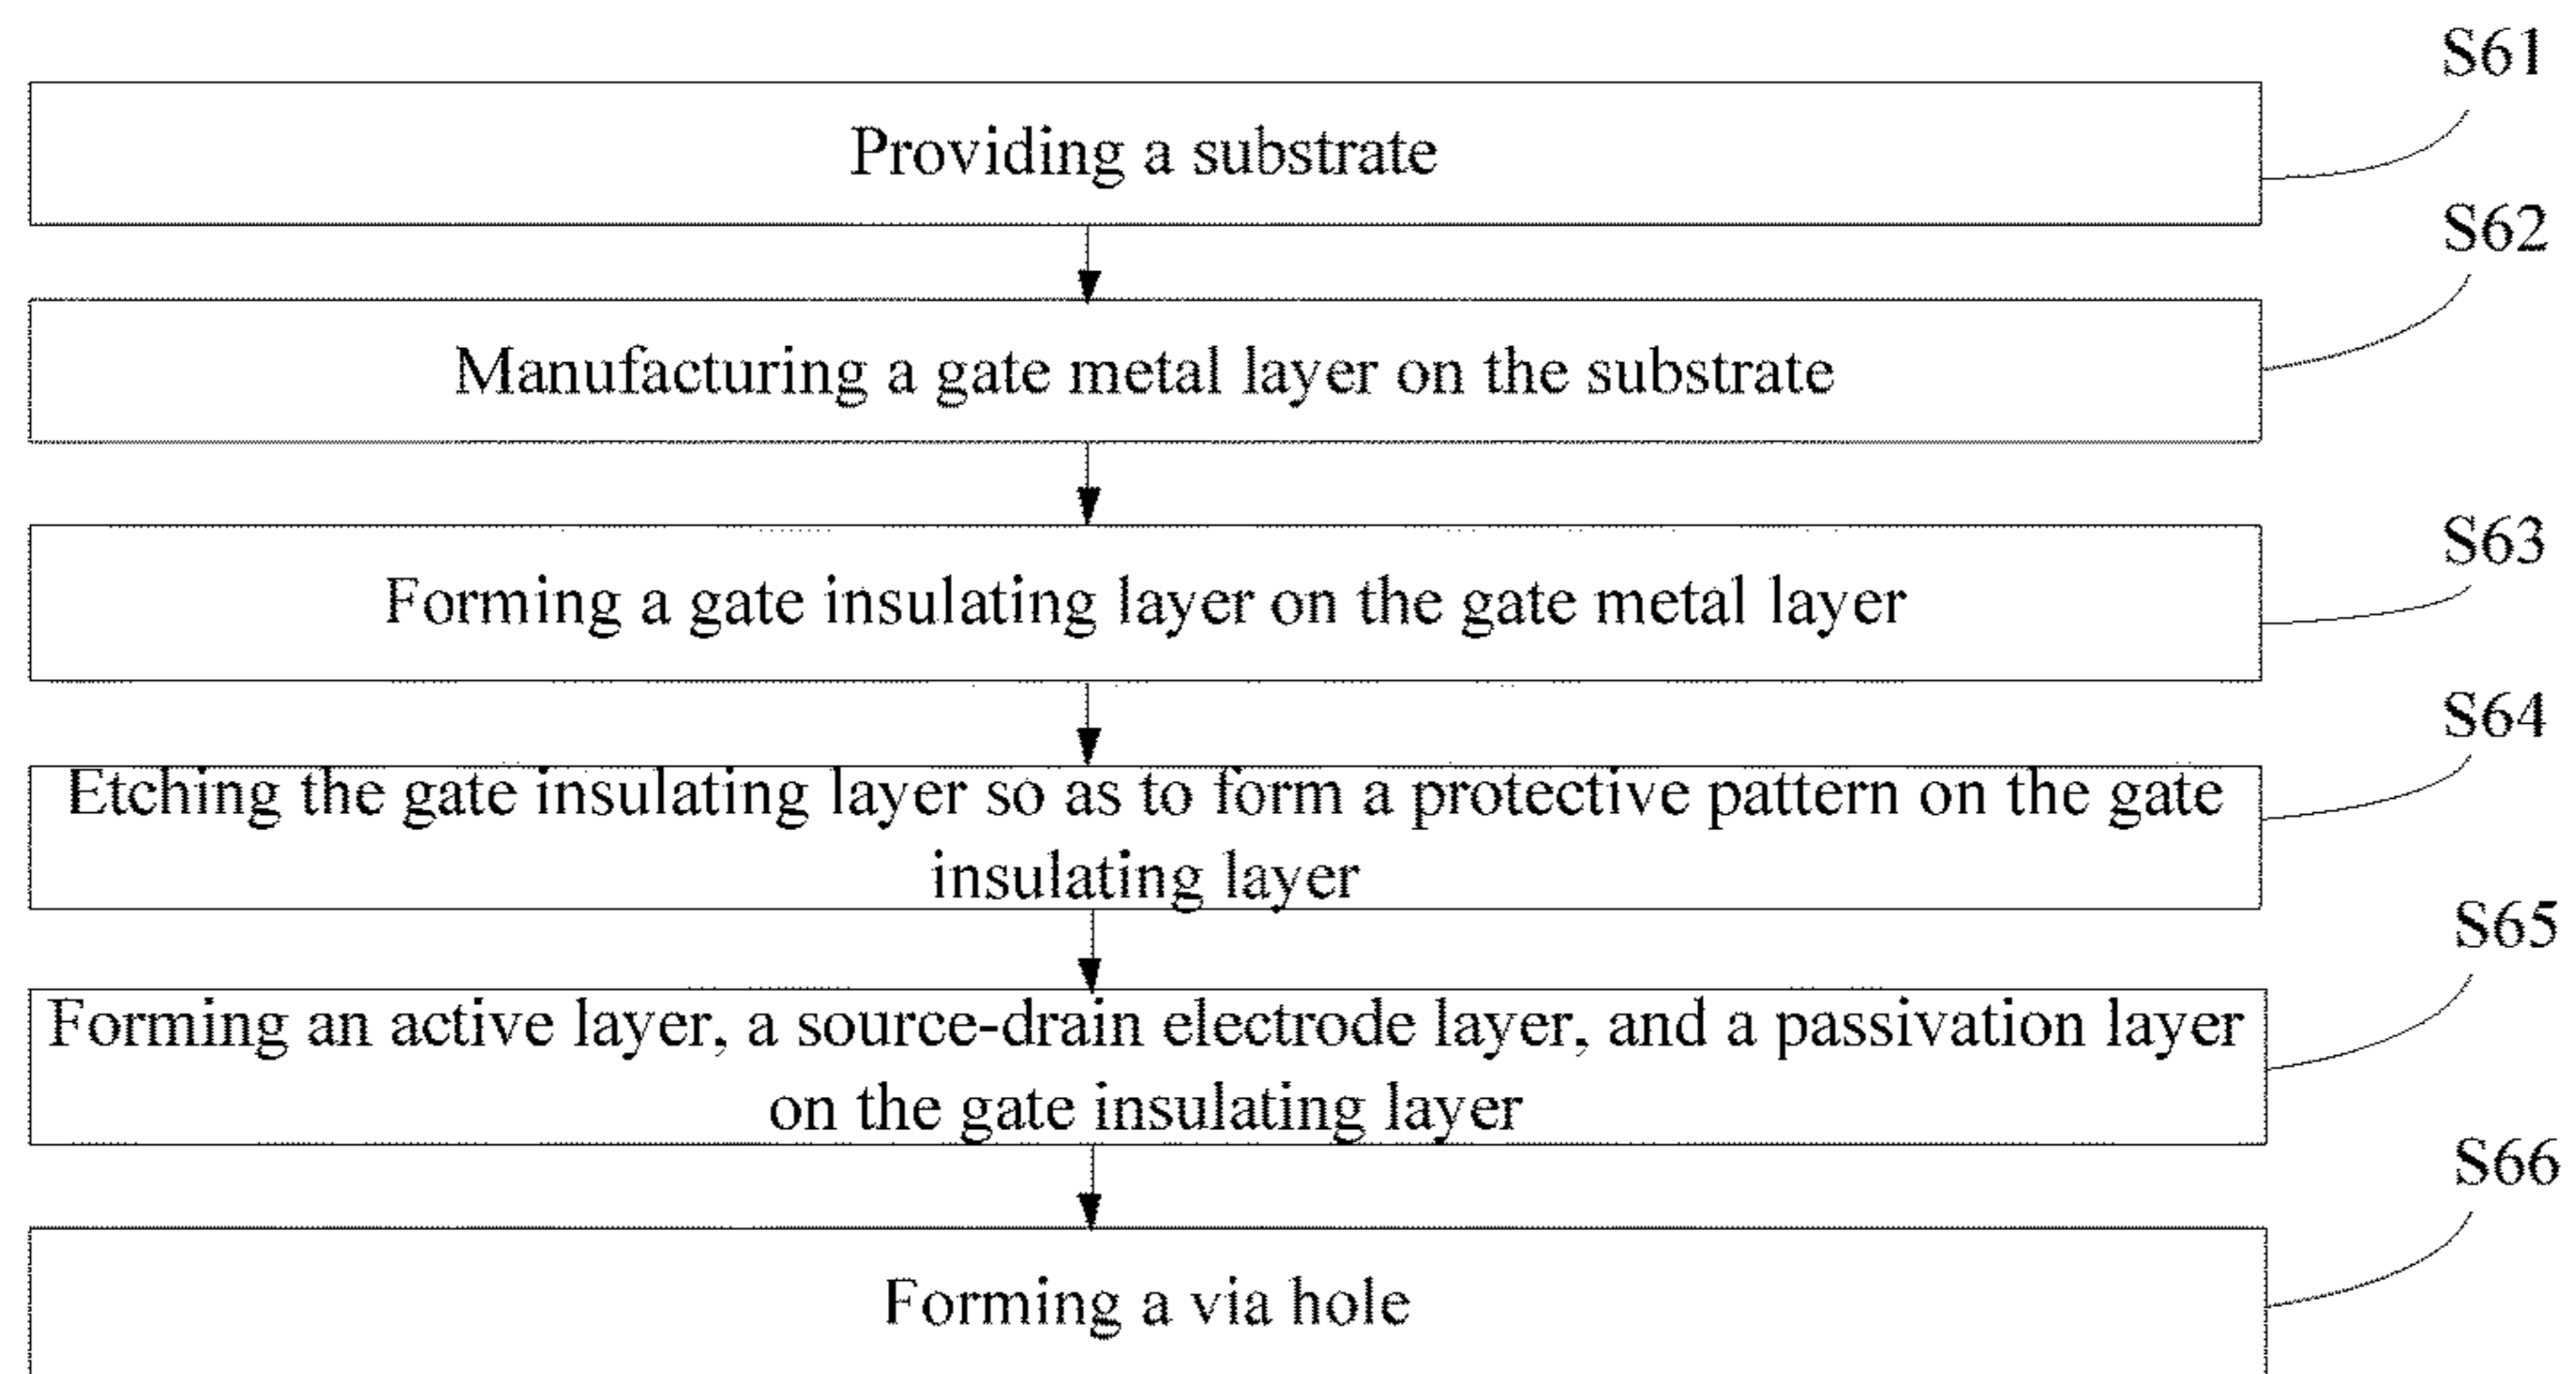 S61
Providing a substrate
S62
Manufacturing a gate metal layer on the substrate
S63
Forming a gate insulating layer on the gate metal layer
S64
Etching the gate insulating layer so as to form a protective pattern on the gate
insulating layer
S65
Forming an active layer, a source-drain electrode layer, and a passivation layer
on the gate insulating layer
S66
Forming a via hole